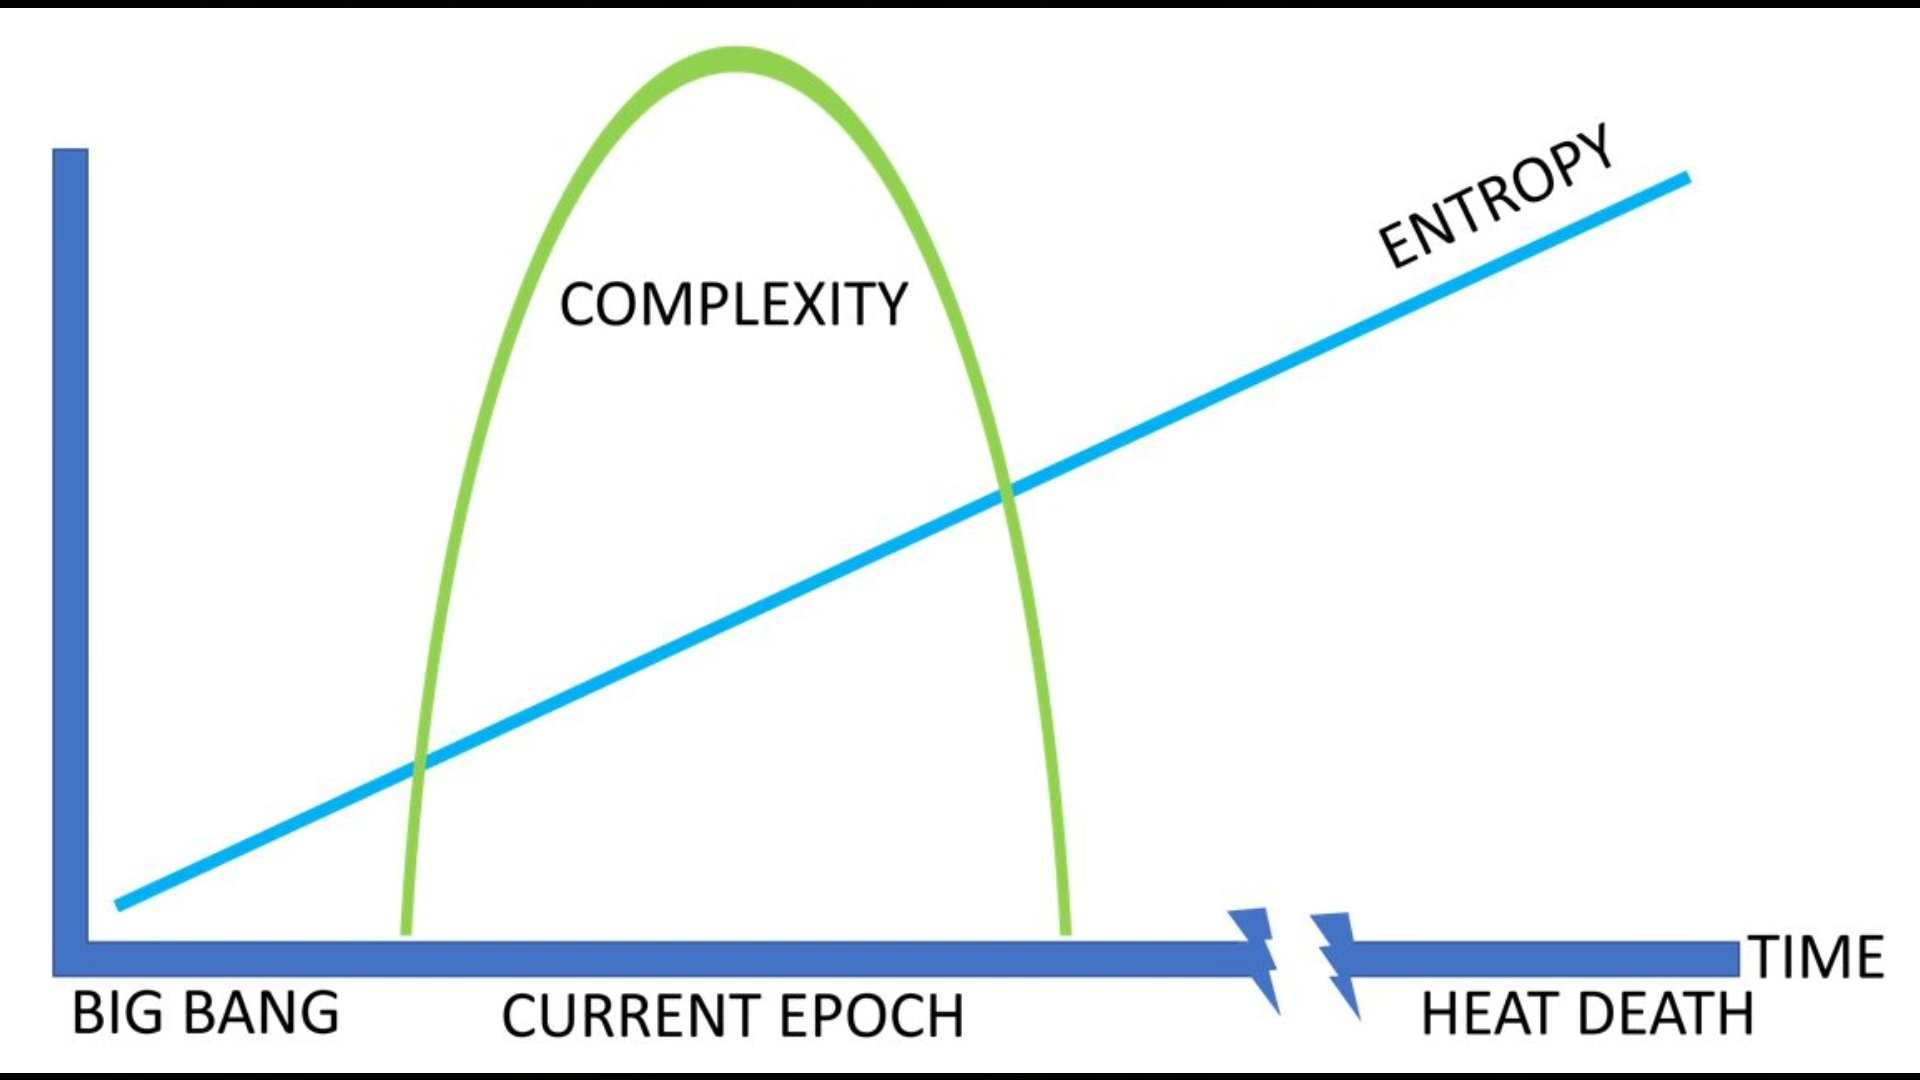 ENTROPY
COMPLEXITY
TIME
BIG BANG
CURRENT EPOCH
HEAT DEATH